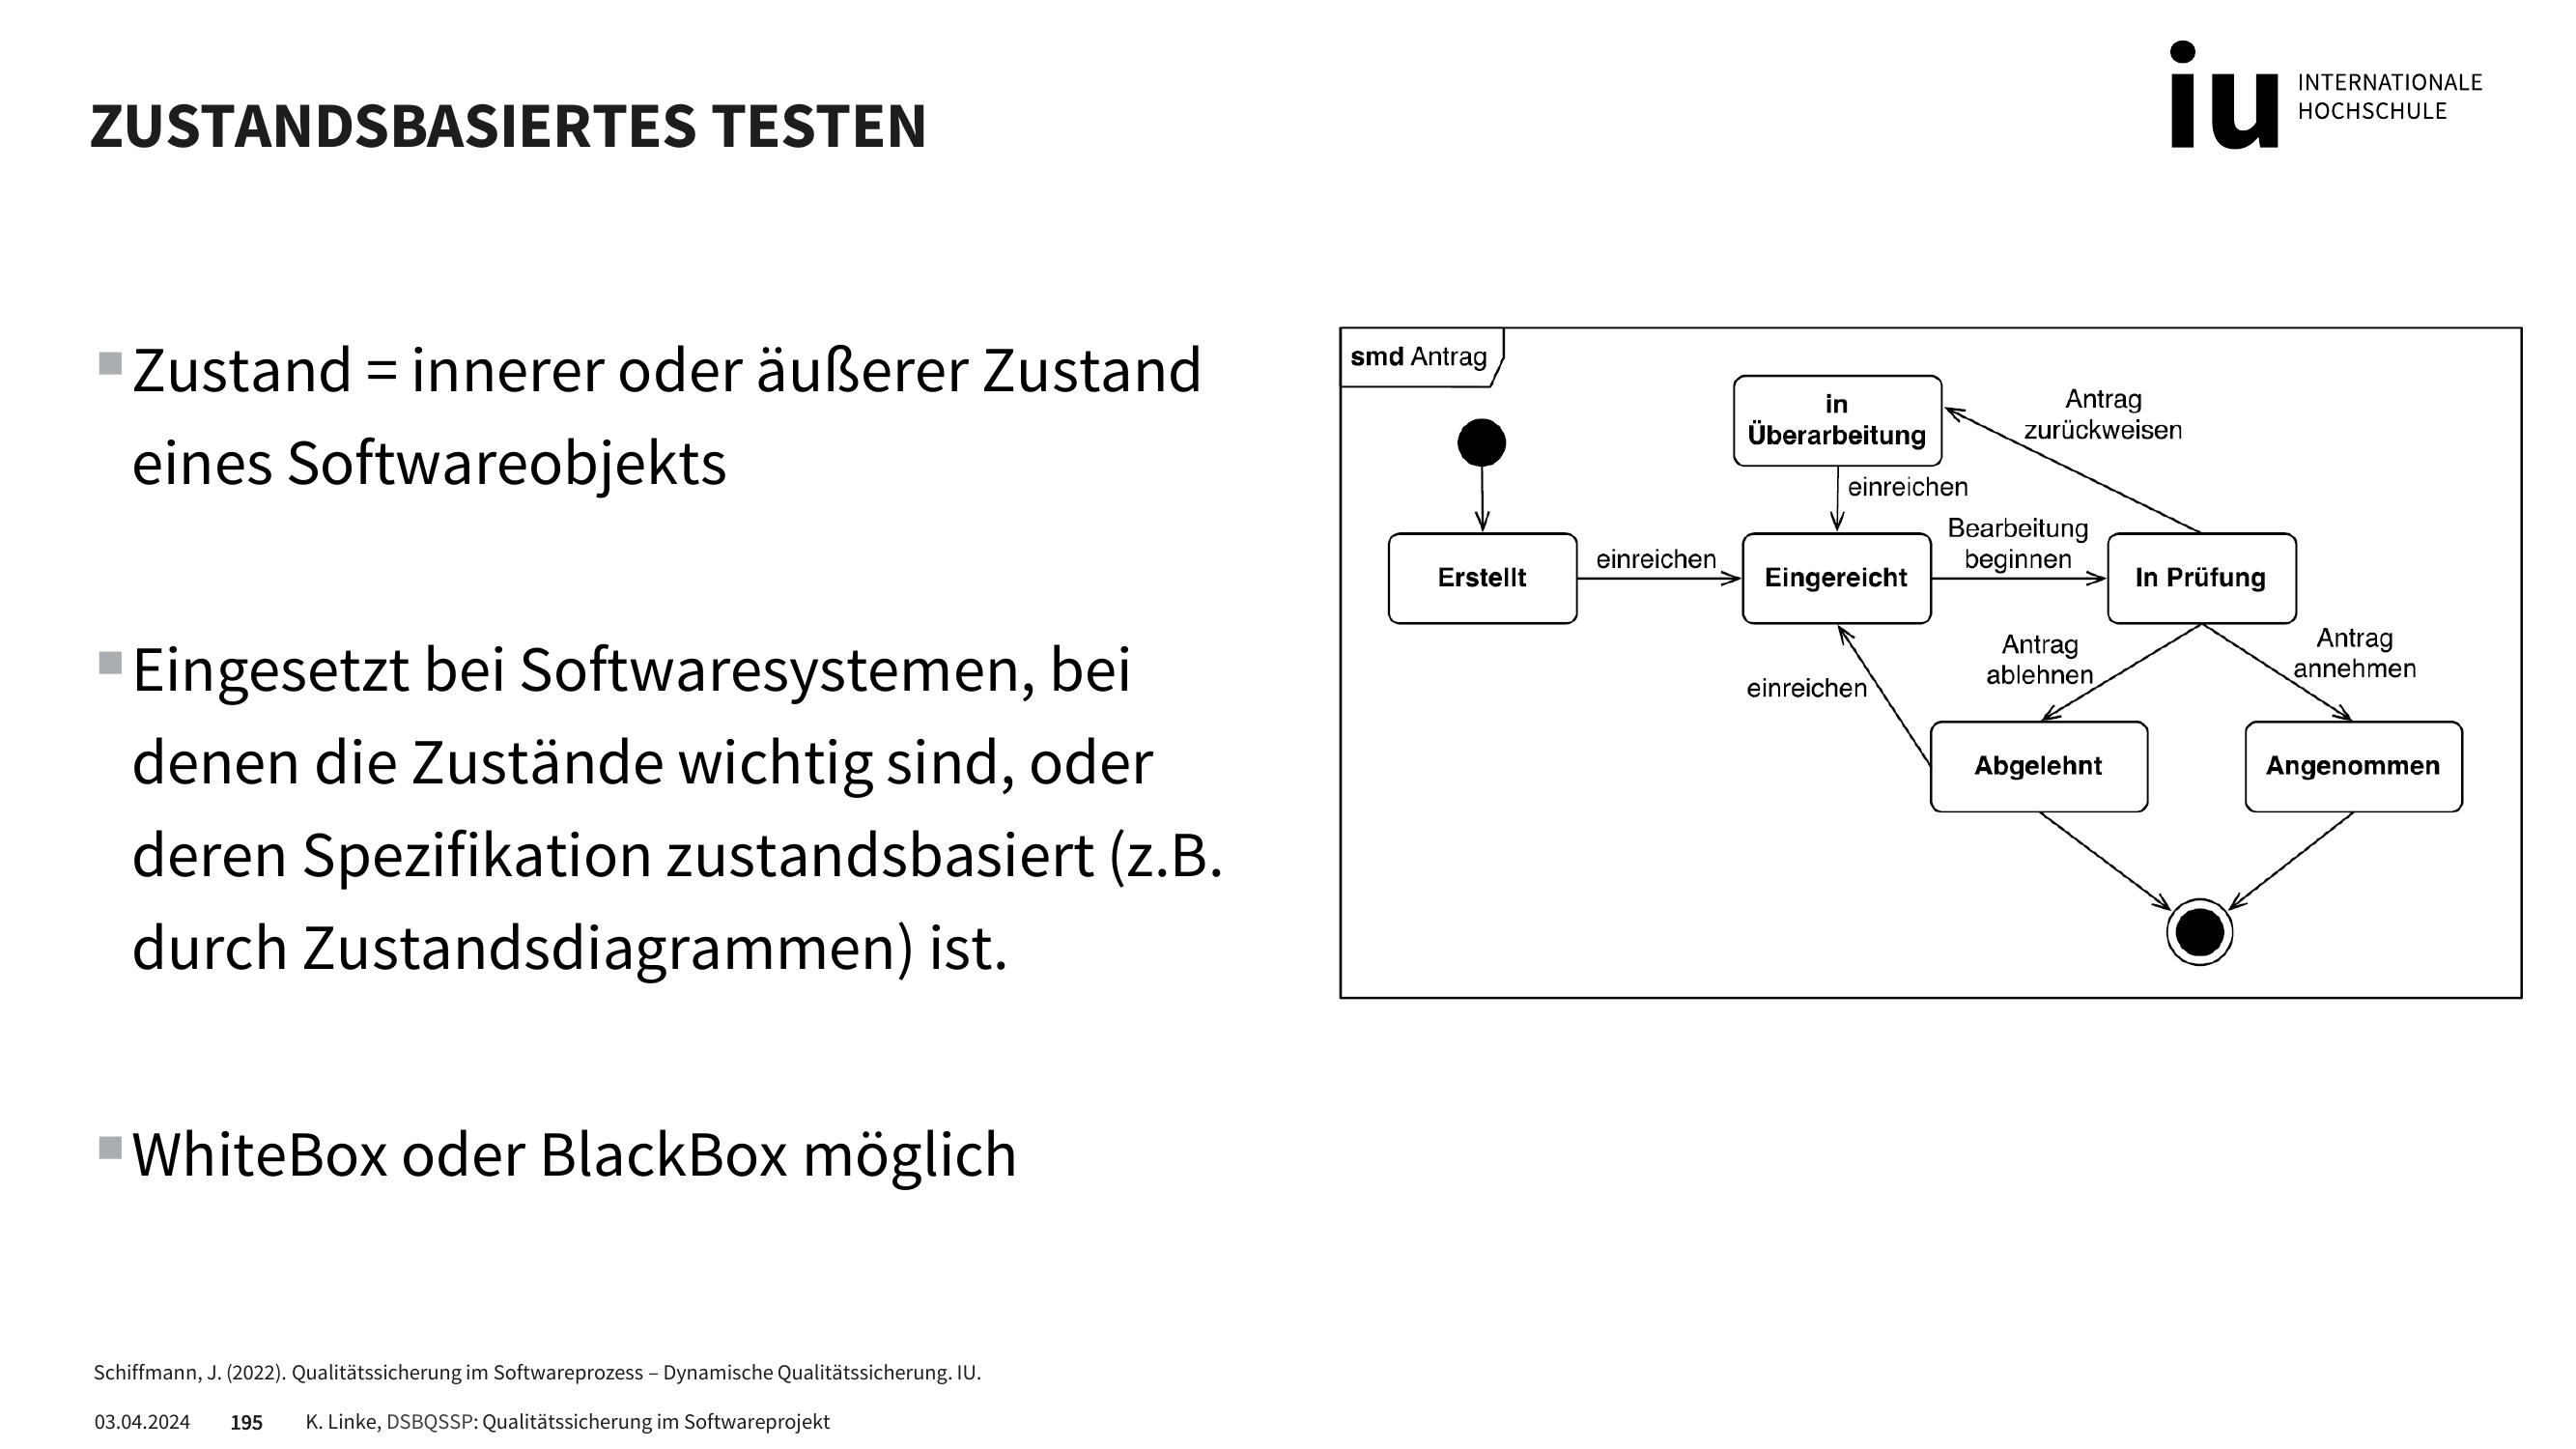 ZUSTANDSBASIERTES TESTEN
iu INTERNATIONALE
HOCHSCHULE
Zustand = innerer oder äußerer Zustand
eines Softwareobjekts
Eingesetzt bei Softwaresystemen, bei
denen die Zustände wichtig sind, oder
deren Spezifikation zustandsbasiert (z.B.
durch Zustandsdiagrammen) ist.
WhiteBox oder BlackBox möglich
smd Antrag
in
Überarbeitung
Antrag
zurückweisen
einreichen
Erstellt
einreichen
Eingereicht
Bearbeitung
beginnen
In Prüfung
einreichen
Antrag
ablehnen
Antrag
annehmen
Abgelehnt
Angenommen
Schiffmann, J. (2022). Qualitätssicherung im Softwareprozess – Dynamische Qualitätssicherung. IU.
03.04.2024 195 K. Linke, DSBQSSP: Qualitätssicherung im Softwareprojekt